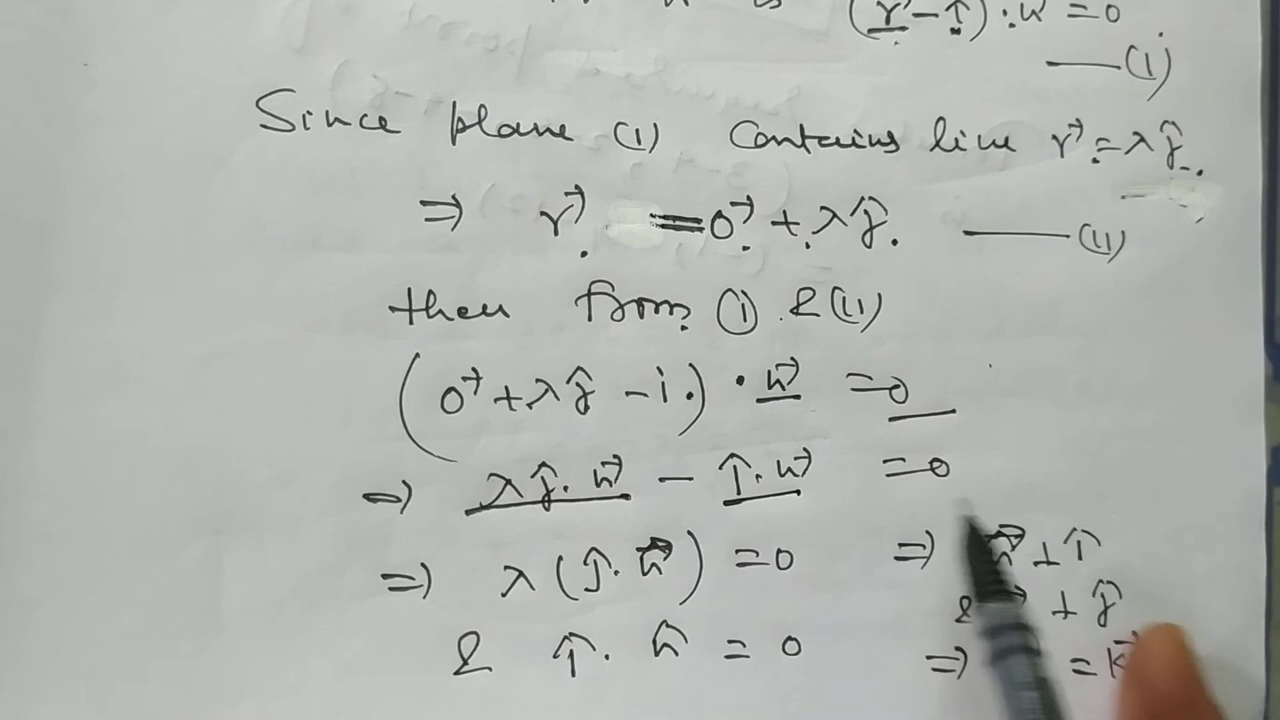 (r⃗ - î) · n⃗ = 0
—(i)
Since plane (i) Contains line r⃗ = λĵ.
⇒ r⃗ = 0⃗ + λĵ. —(ii)
then from (i) & (ii)
(0⃗ + λĵ - i) · n⃗ = 0
⇒ λĵ. n⃗ - î. n⃗ = 0
⇒ λ(ĵ. n⃗) = 0 ⇒ n⃗ ⊥ î
& î. n⃗ = 0 & ⊥ ĵ
⇒ = k⃗